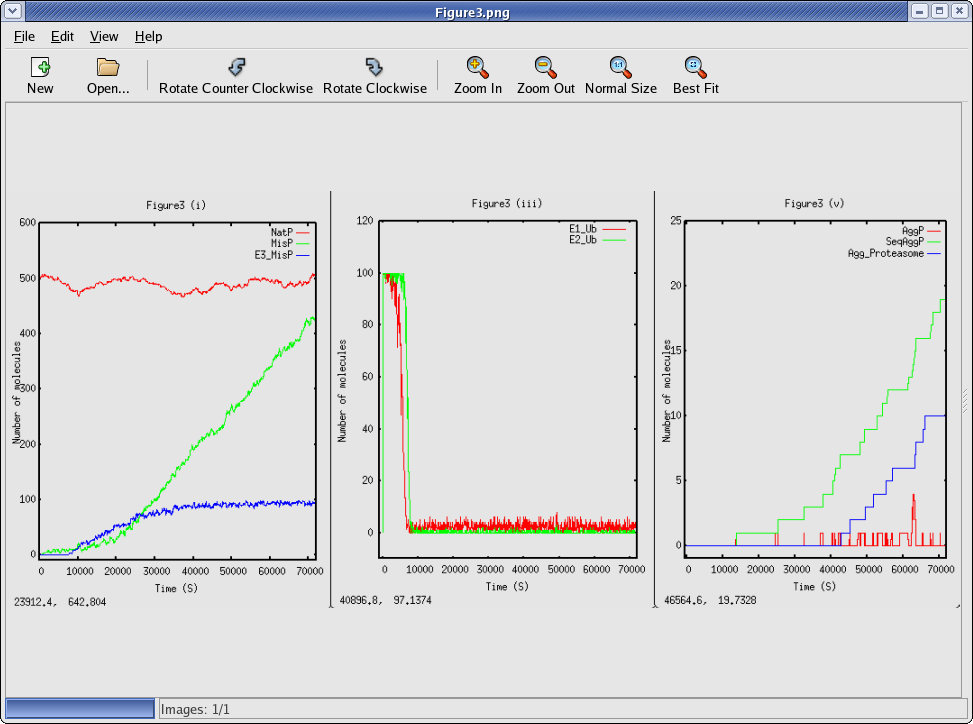 Figure3.png
File Edit View Help
New Open... Rotate Counter Clockwise Rotate Clockwise Zoom In Zoom Out Normal Size Best Fit
Figure3 (i)
600
500
400
300
200
100
0
Number of molecules
NatP
MisP
E3_MisP
0 10000 20000 30000 40000 50000 60000 70000
Time (S)
23912.4, 642.804
Figure3 (iii)
120
100
80
60
40
20
0
Number of molecules
E1_Ub
E2_Ub
0 10000 20000 30000 40000 50000 60000 70000
Time (S)
40896.8, 97.1374
Figure3 (v)
25
20
15
10
5
0
Number of molecules
AggP
SeqAggP
Agg_Proteasome
0 10000 20000 30000 40000 50000 60000 70000
Time (S)
46564.6, 19.7328
Images: 1/1